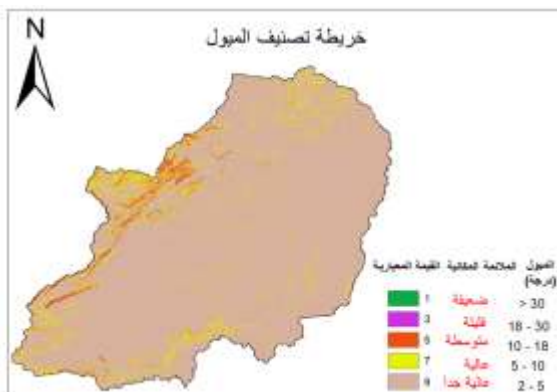 N
خريطة تصنيف الميول
الميول الملائمة المكانية القيمة المعيارية
(درجة)
> 30 ضعيفة 1
18 - 30 قليلة 3
10 - 18 متوسطة 5
5 - 10 عالية 7
2 - 5 عالية جدا 9